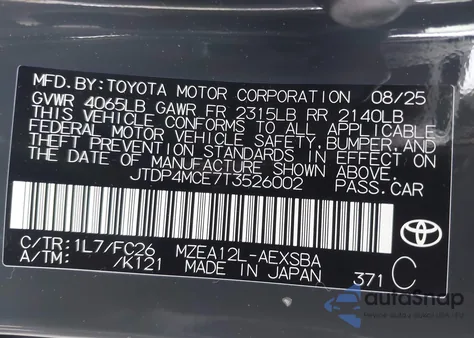 MFD.BY:TOYOTA MOTOR CORPORATION 08/25
GVWR 4065LB GAWR FR 2315LB RR 2140LB
THIS VEHICLE CONFORMS TO ALL APPLICABLE
FEDERAL MOTOR VEHICLE SAFETY,BUMPER,AND
THEFT PREVENTION STANDARDS IN EFFECT ON
THE DATE OF MANUFACTURE SHOWN ABOVE.
JTDP4MCE7T3526002 PASS.CAR
C/TR:1L7/FC26 MZEA12L-AEXSBA
A/TM: /K121 MADE IN JAPAN 371 C
TOYOTA
autoSnap